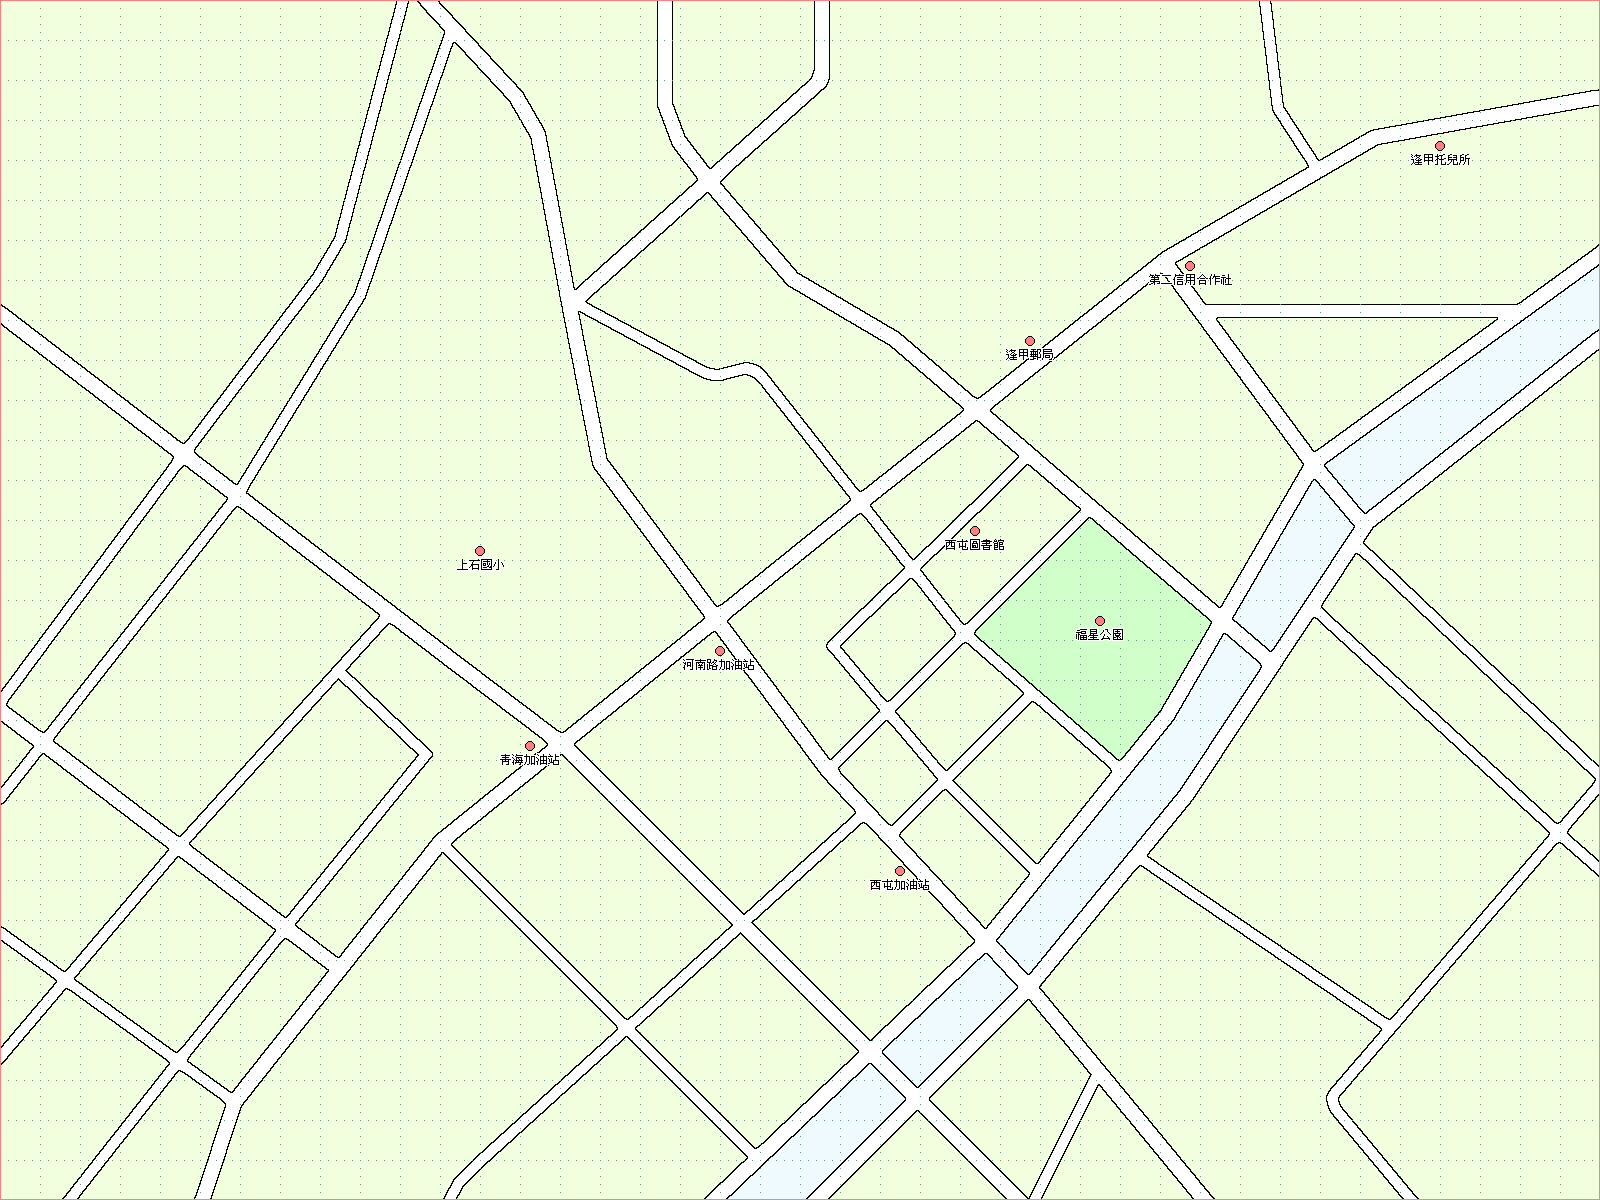 逢甲托兒所
第二信用合作社
逢甲郵局
西屯圖書館
上石國小
福星公園
河南路加油站
青海加油站
西屯加油站